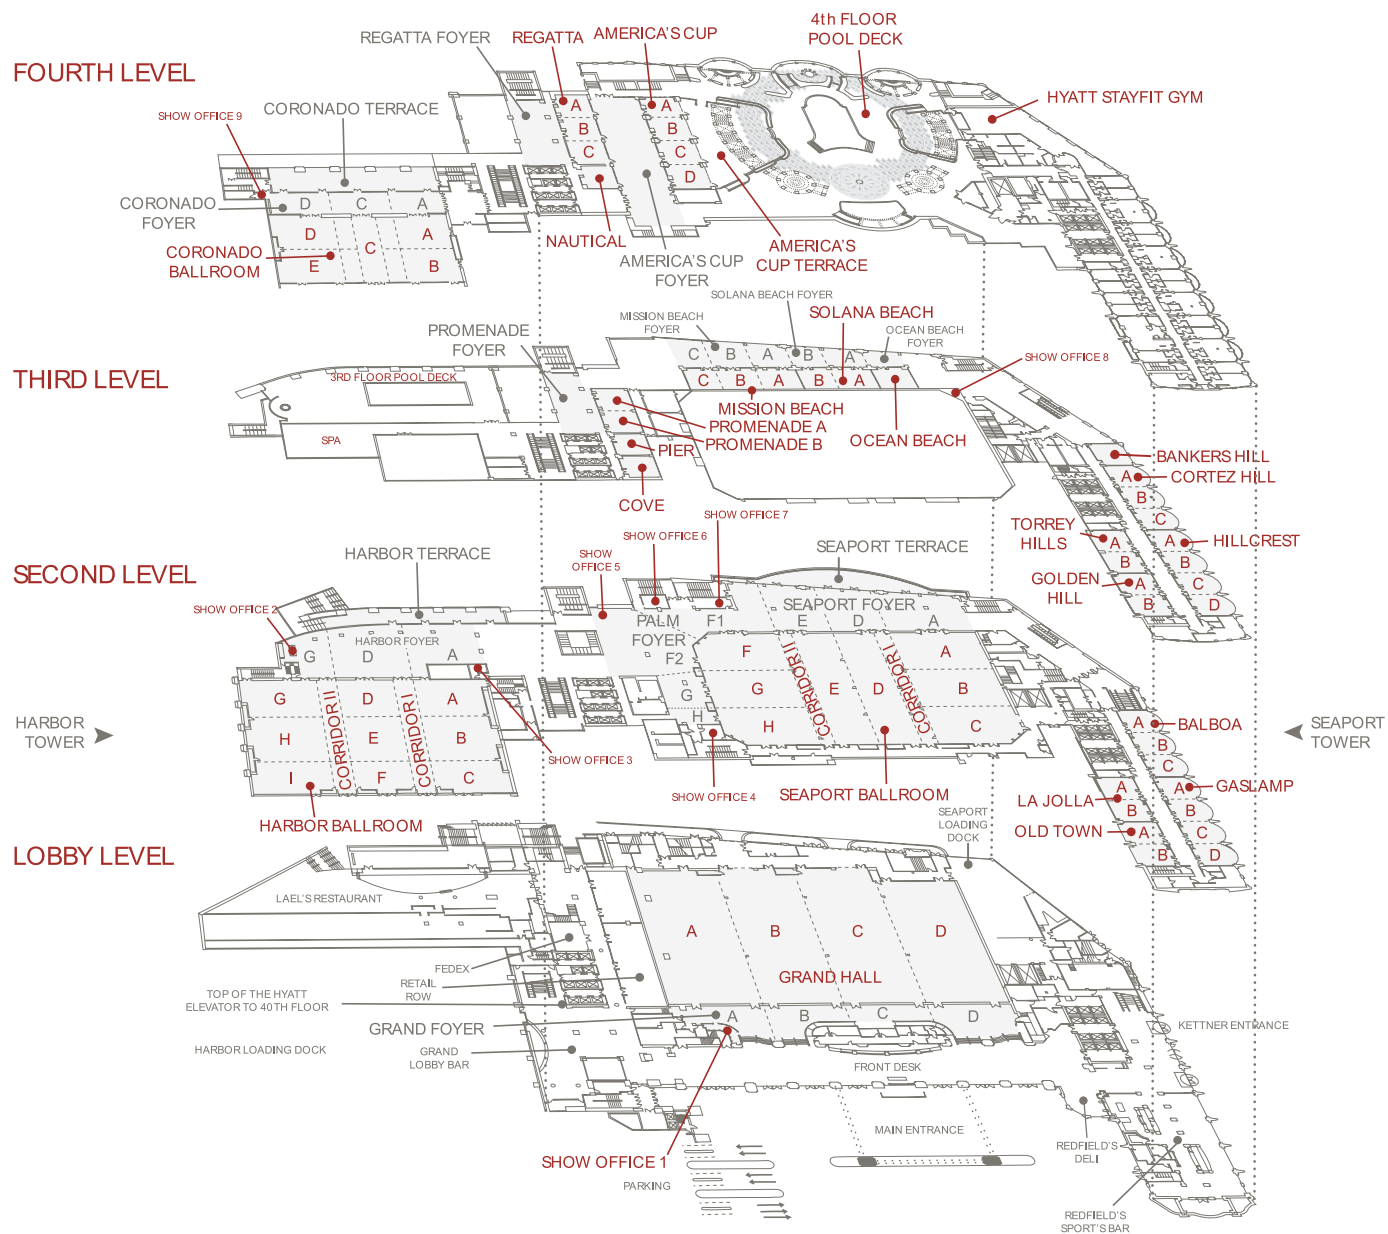 FOURTH LEVEL
REGATTA FOYER
REGATTA
AMERICA'S CUP
4th FLOOR
POOL DECK
HYATT STAYFIT GYM
CORONADO TERRACE
SHOW OFFICE 9
CORONADO
FOYER
CORONADO
BALLROOM
D C A
D C A
E B
A
B
C
A
B
C
D
NAUTICAL
AMERICA'S CUP
FOYER
AMERICA'S
CUP TERRACE
THIRD LEVEL
PROMENADE
FOYER
MISSION BEACH
FOYER
SOLANA BEACH FOYER
SOLANA BEACH
OCEAN BEACH
FOYER
SHOW OFFICE 8
3RD FLOOR POOL DECK
SPA
C B A B A
C B A B A
MISSION BEACH
PROMENADE A
PROMENADE B
PIER
COVE
OCEAN BEACH
BANKERS HILL
CORTEZ HILL
A
B
C
TORREY
HILLS
A
B
HILLCREST
A
B
C
D
GOLDEN
HILL
A
B
SECOND LEVEL
HARBOR TERRACE
SHOW OFFICE 2
SHOW
OFFICE 5
SHOW OFFICE 6
SHOW OFFICE 7
SEAPORT TERRACE
HARBOR FOYER
G D A
G D A
H E B
I F C
CORRIDOR II
CORRIDOR I
HARBOR BALLROOM
SHOW OFFICE 3
PALM
FOYER
F1
F2
G
H
SEAPORT FOYER
E D A
F A
G E D B
H C
CORRIDOR II
CORRIDOR I
SHOW OFFICE 4
SEAPORT BALLROOM
HARBOR
TOWER
SEAPORT
TOWER
BALBOA
A
B
C
GASLAMP
A
B
C
D
LA JOLLA
A
B
OLD TOWN
A
B
LOBBY LEVEL
SEAPORT
LOADING
DOCK
LAEL'S RESTAURANT
FEDEX
RETAIL
ROW
TOP OF THE HYATT
ELEVATOR TO 40TH FLOOR
GRAND FOYER
HARBOR LOADING DOCK
GRAND
LOBBY BAR
A B C D
GRAND HALL
A B C D
FRONT DESK
KETTNER ENTRANCE
MAIN ENTRANCE
SHOW OFFICE 1
PARKING
REDFIELD'S
DELI
REDFIELD'S
SPORT'S BAR